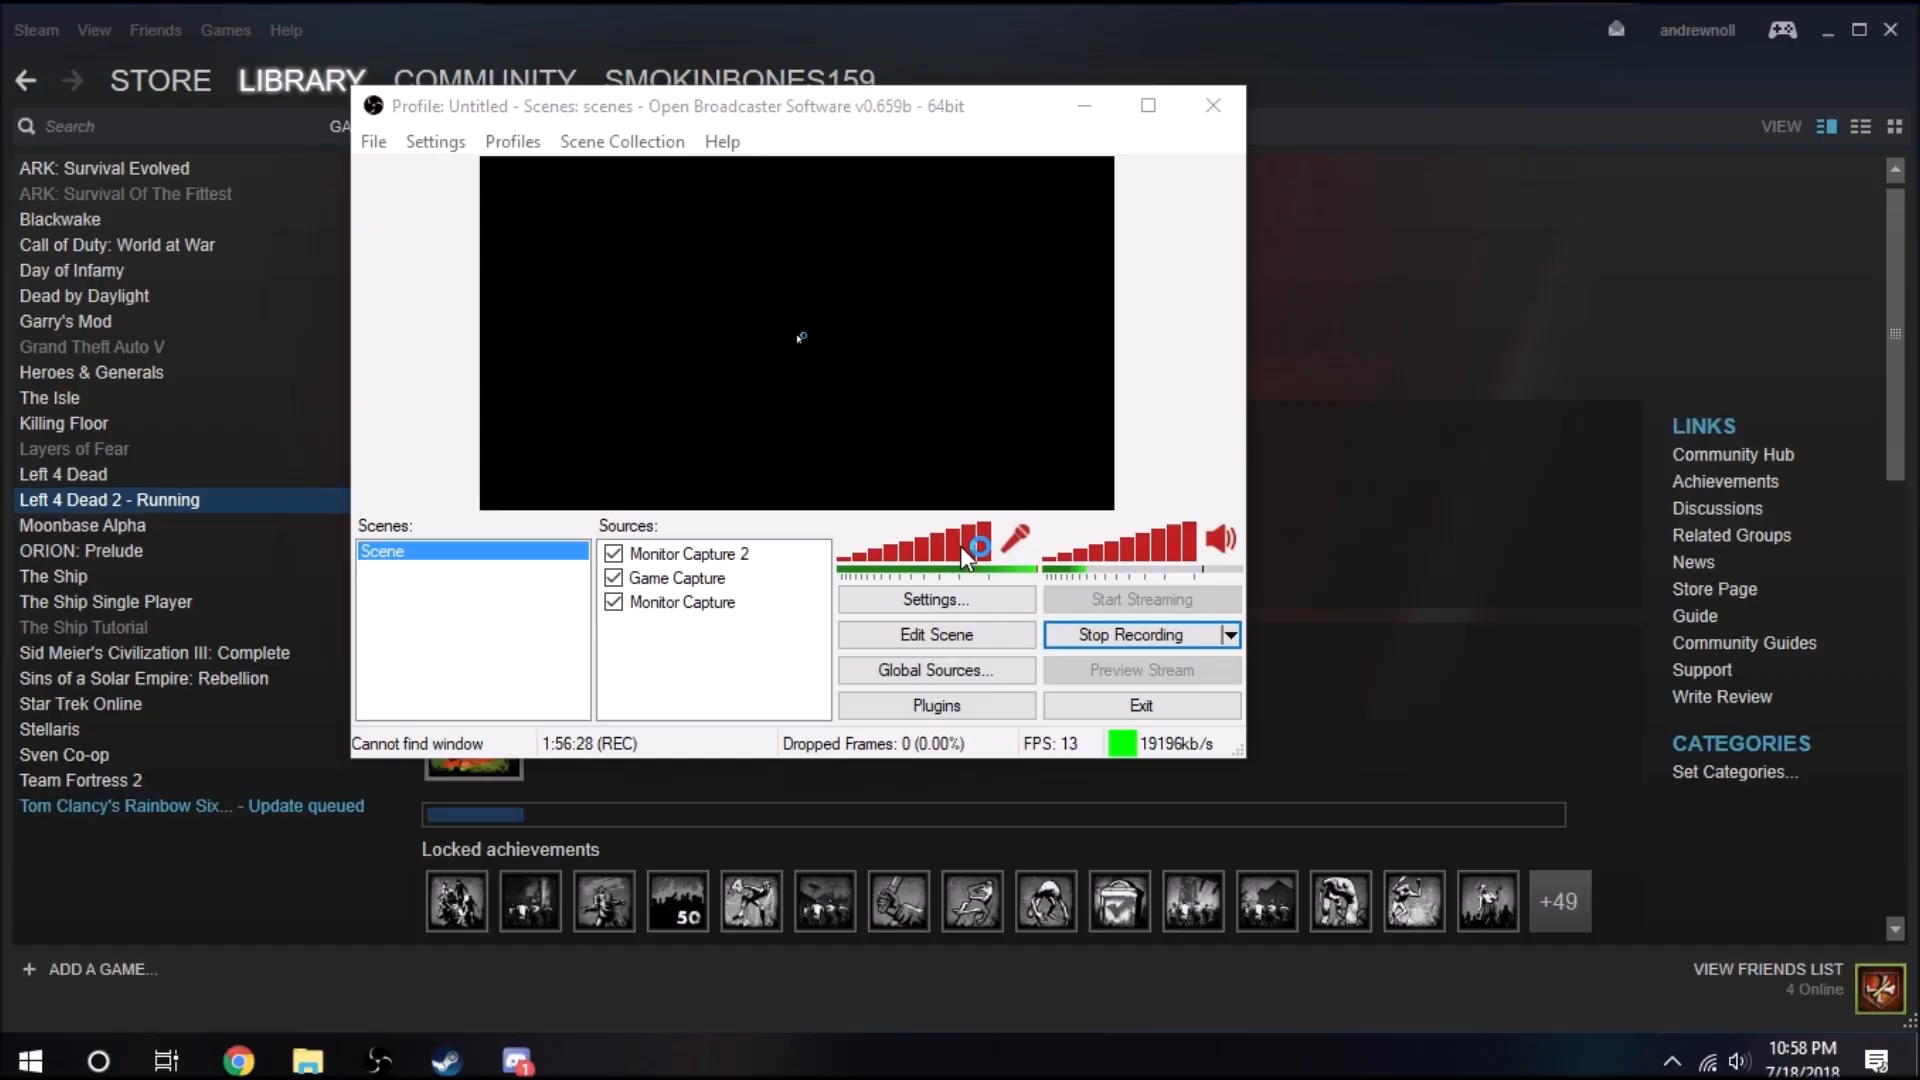 Steam View Friends Games Help
andrewnoll
STORE LIBRARY COMMUNITY SMOKINBONES159
Search
GA
VIEW
Profile: Untitled - Scenes: scenes - Open Broadcaster Software v0.659b - 64bit
File Settings Profiles Scene Collection Help
ARK: Survival Evolved
ARK: Survival Of The Fittest
Blackwake
Call of Duty: World at War
Day of Infamy
Dead by Daylight
Garry's Mod
Grand Theft Auto V
Heroes & Generals
The Isle
Killing Floor
Layers of Fear
Left 4 Dead
Left 4 Dead 2 - Running
Moonbase Alpha
ORION: Prelude
The Ship
The Ship Single Player
The Ship Tutorial
Sid Meier's Civilization III: Complete
Sins of a Solar Empire: Rebellion
Star Trek Online
Stellaris
Sven Co-op
Team Fortress 2
Tom Clancy's Rainbow Six... - Update queued
Scenes:
Scene
Sources:
Monitor Capture 2
Game Capture
Monitor Capture
Settings...
Start Streaming
Edit Scene
Stop Recording
Global Sources...
Preview Stream
Plugins
Exit
Cannot find window
1:56:28 (REC)
Dropped Frames: 0 (0.00%)
FPS: 13
19196kb/s
LINKS
Community Hub
Achievements
Discussions
Related Groups
News
Store Page
Guide
Community Guides
Support
Write Review
CATEGORIES
Set Categories...
Locked achievements
50
+49
+ ADD A GAME...
VIEW FRIENDS LIST
4 Online
1
10:58 PM
7/18/2018